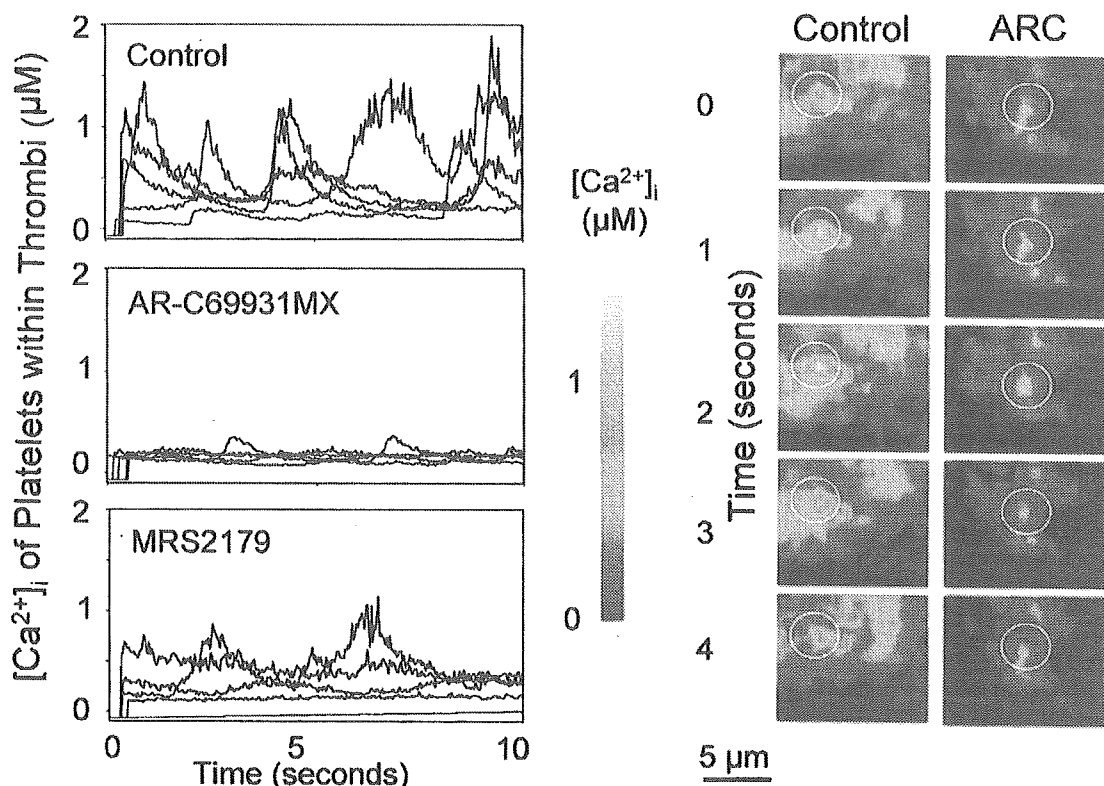 [Ca²⁺]ᵢ of Platelets within Thrombi (µM)
2
Control
1
0
2
AR-C69931MX
1
0
2
MRS2179
1
0
0
5
10
Time (seconds)
[Ca²⁺]ᵢ
(µM)
1
0
Control
ARC
Time (seconds)
0
1
2
3
4
5 µm